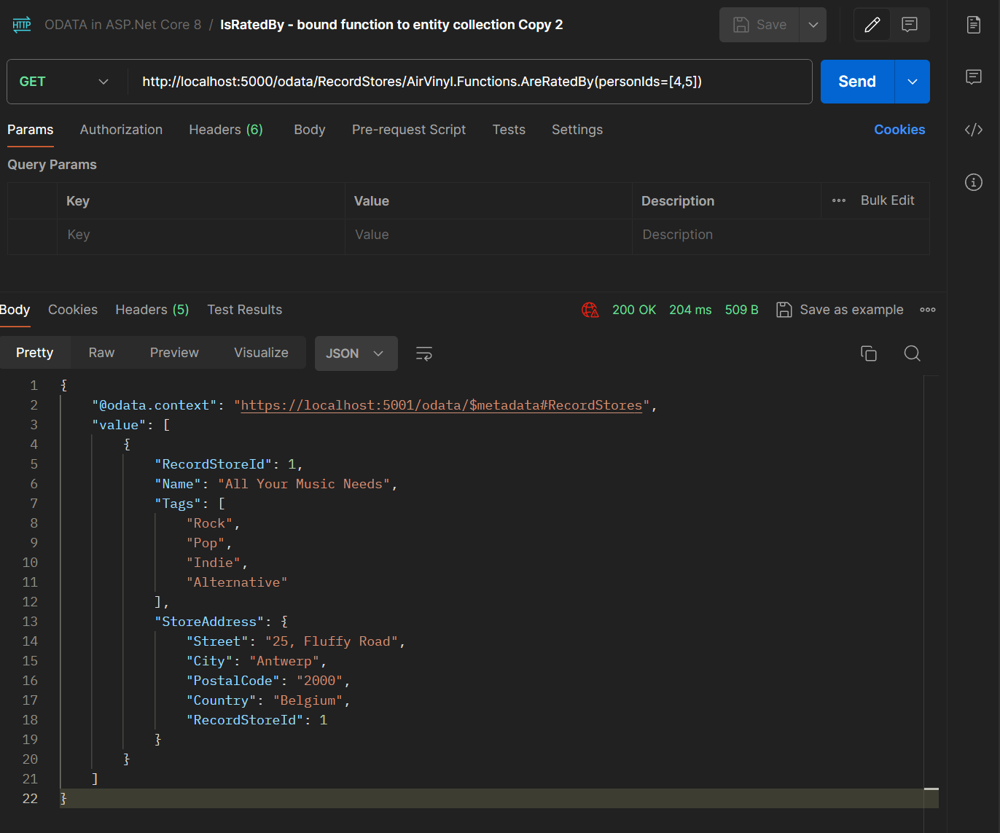 HTTP ODATA in ASP.Net Core 8 / IsRatedBy - bound function to entity collection Copy 2 Save
GET http://localhost:5000/odata/RecordStores/AirVinyl.Functions.AreRatedBy(personIds=[4,5]) Send
Params Authorization Headers (6) Body Pre-request Script Tests Settings Cookies
Query Params
Key Value Description Bulk Edit
Key Value Description
Body Cookies Headers (5) Test Results 200 OK 204 ms 509 B Save as example
Pretty Raw Preview Visualize JSON
1 {
2 "@odata.context": "https://localhost:5001/odata/$metadata#RecordStores",
3 "value": [
4 {
5 "RecordStoreId": 1,
6 "Name": "All Your Music Needs",
7 "Tags": [
8 "Rock",
9 "Pop",
10 "Indie",
11 "Alternative"
12 ],
13 "StoreAddress": {
14 "Street": "25, Fluffy Road",
15 "City": "Antwerp",
16 "PostalCode": "2000",
17 "Country": "Belgium",
18 "RecordStoreId": 1
19 }
20 }
21 ]
22 }